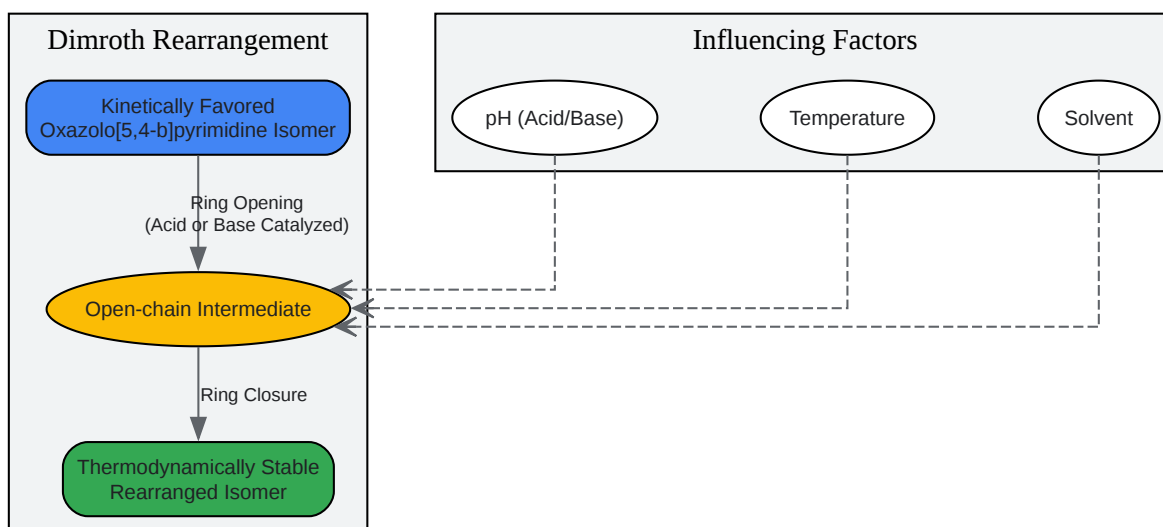 Dimroth Rearrangement
Kinetically Favored
Oxazolo[5,4-b]pyrimidine Isomer
Ring Opening
(Acid or Base Catalyzed)
Open-chain Intermediate
Ring Closure
Thermodynamically Stable
Rearranged Isomer
Influencing Factors
pH (Acid/Base)
Temperature
Solvent